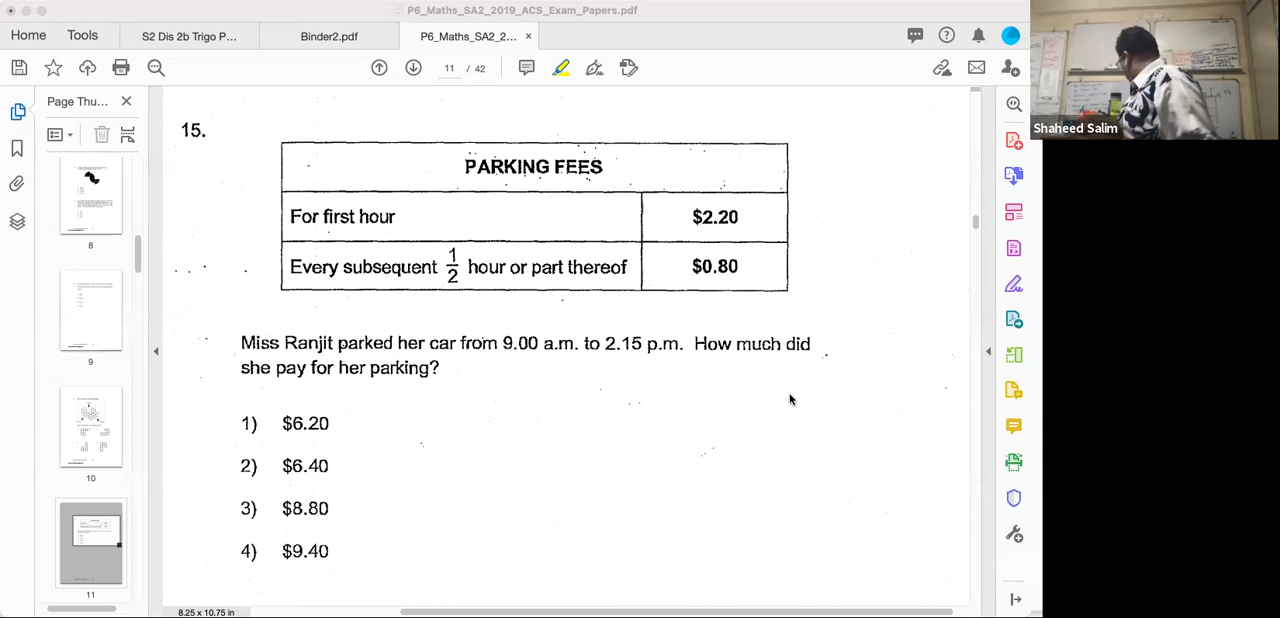 P6_Maths_SA2_2019_ACS_Exam_Papers.pdf
Home Tools S2 Dis 2b Trigo P... Binder2.pdf P6_Maths_SA2_2... ×
11 / 42
Page Thu...
8
9
10
11
15.
PARKING FEES
For first hour $2.20
Every subsequent 1/2 hour or part thereof $0.80
Miss Ranjit parked her car from 9.00 a.m. to 2.15 p.m. How much did
she pay for her parking?
1) $6.20
2) $6.40
3) $8.80
4) $9.40
8.25 x 10.75 in
Shaheed Salim